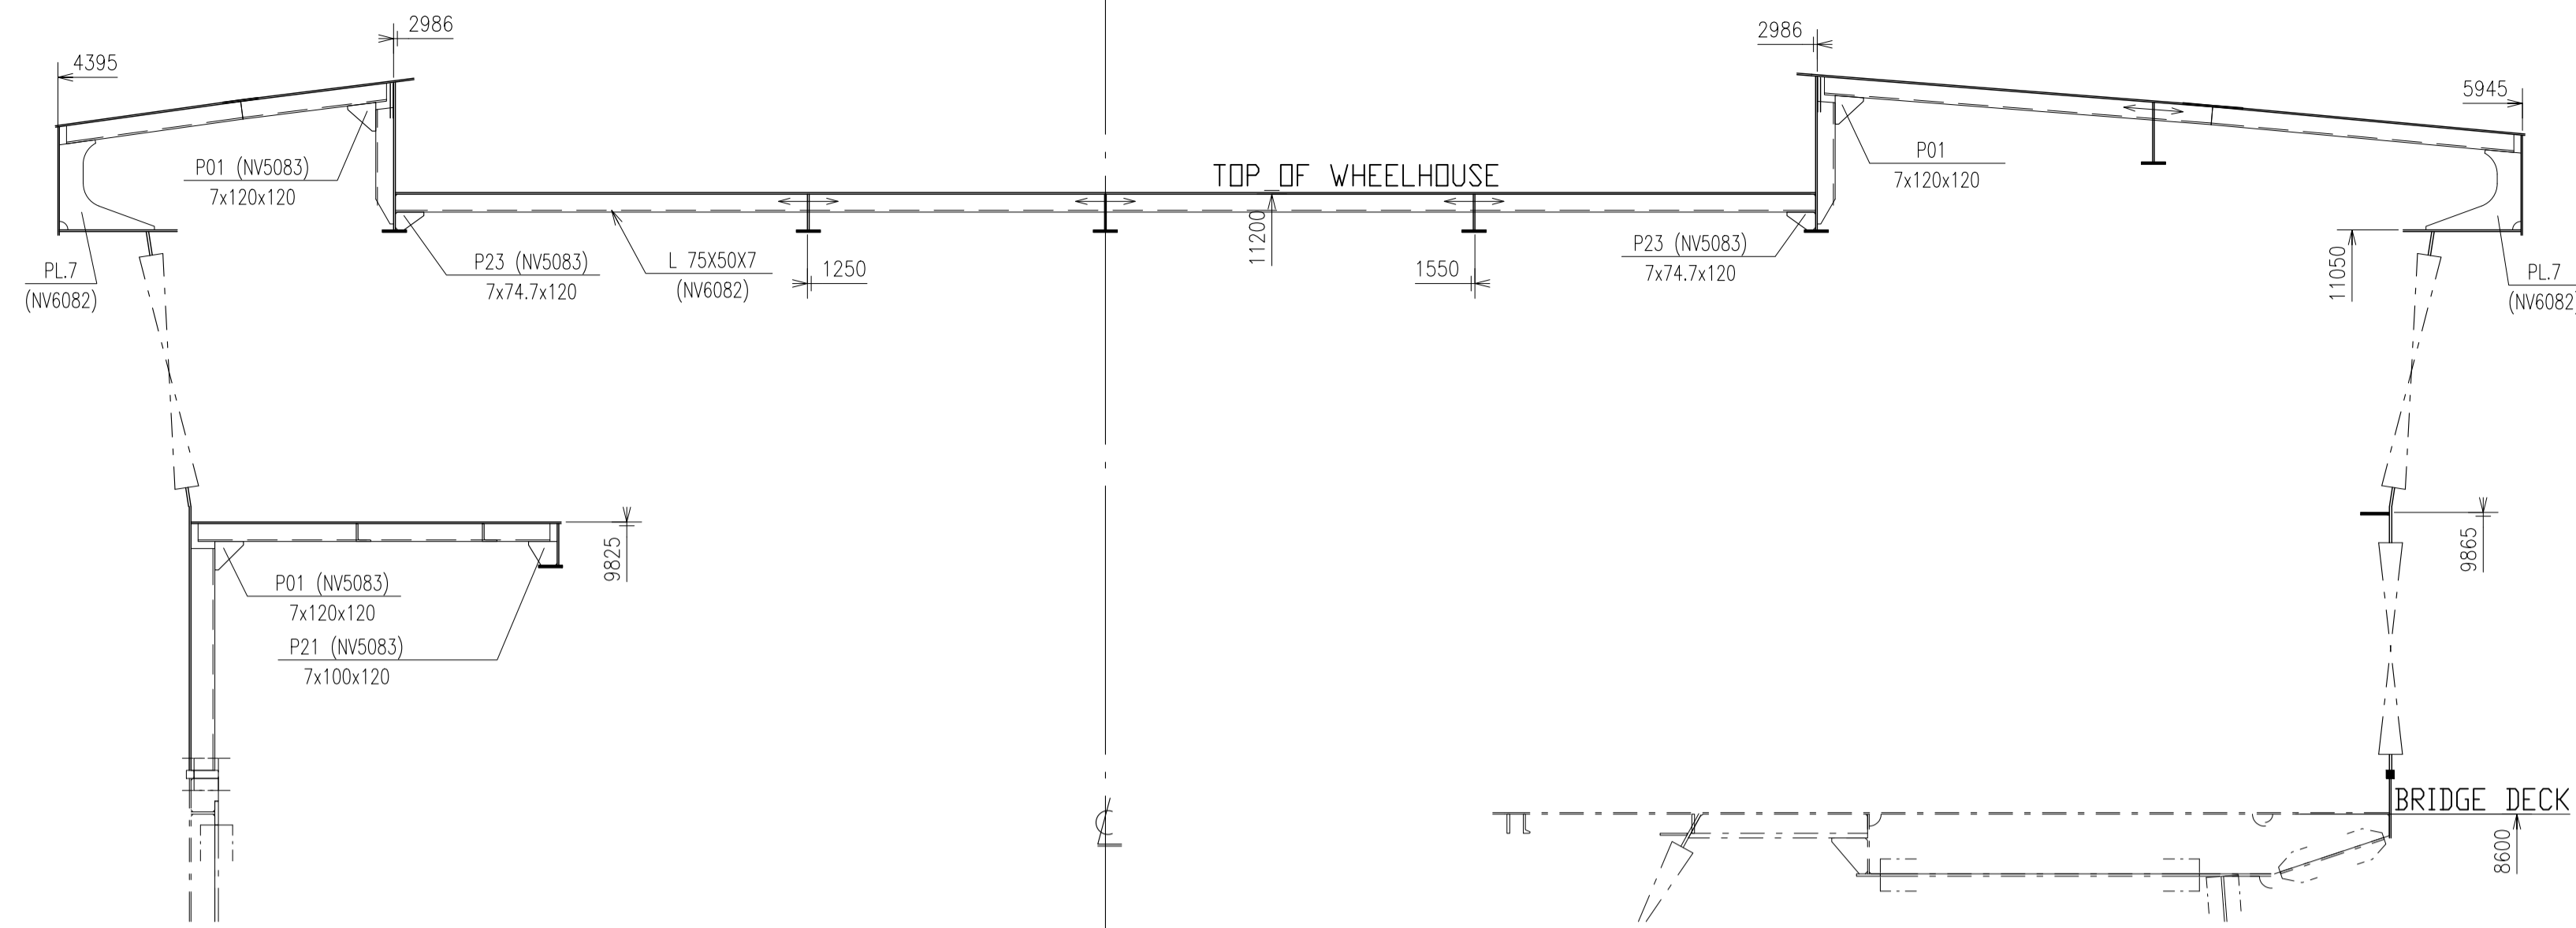 2986
2986
4395
5945
P01 (NV5083)
7x120x120
P01
7x120x120
TOP OF WHEELHOUSE
11200
P23 (NV5083)
7x74.7x120
L 75X50X7
(NV6082)
1250
1550
P23 (NV5083)
7x74.7x120
11050
PL.7
(NV6082)
PL.7
(NV6082)
9825
9865
P01 (NV5083)
7x120x120
P21 (NV5083)
7x100x120
BRIDGE DECK
℄
8600